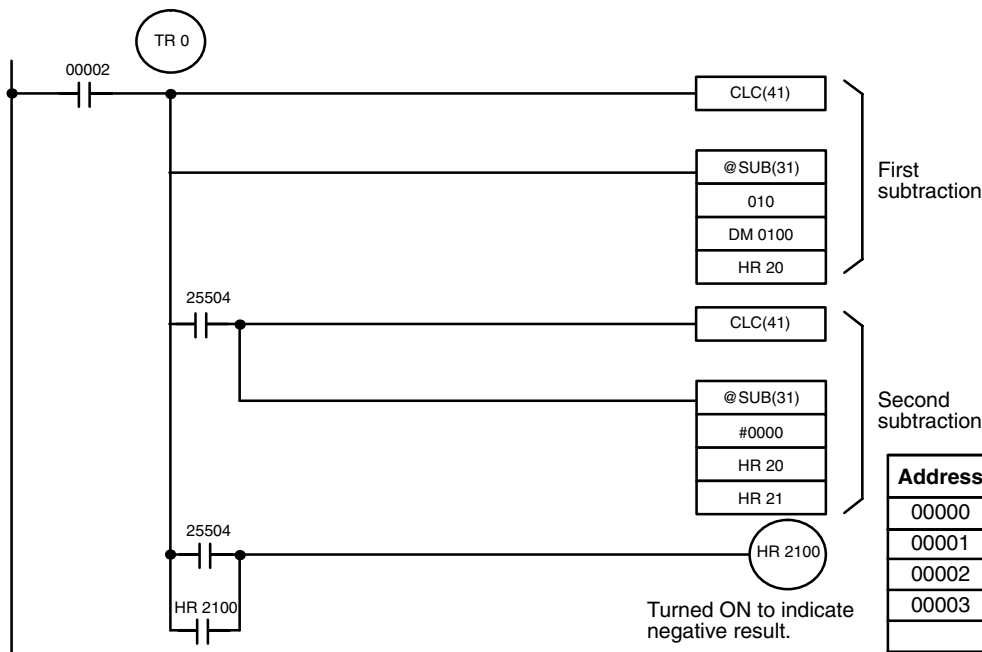 TR 0
00002
CLC(41)
@SUB(31)
010
DM 0100
HR 20
First
subtraction
25504
CLC(41)
@SUB(31)
#0000
HR 20
HR 21
Second
subtraction
25504
HR 2100
HR 2100
Turned ON to indicate
negative result.
Address
00000
00001
00002
00003